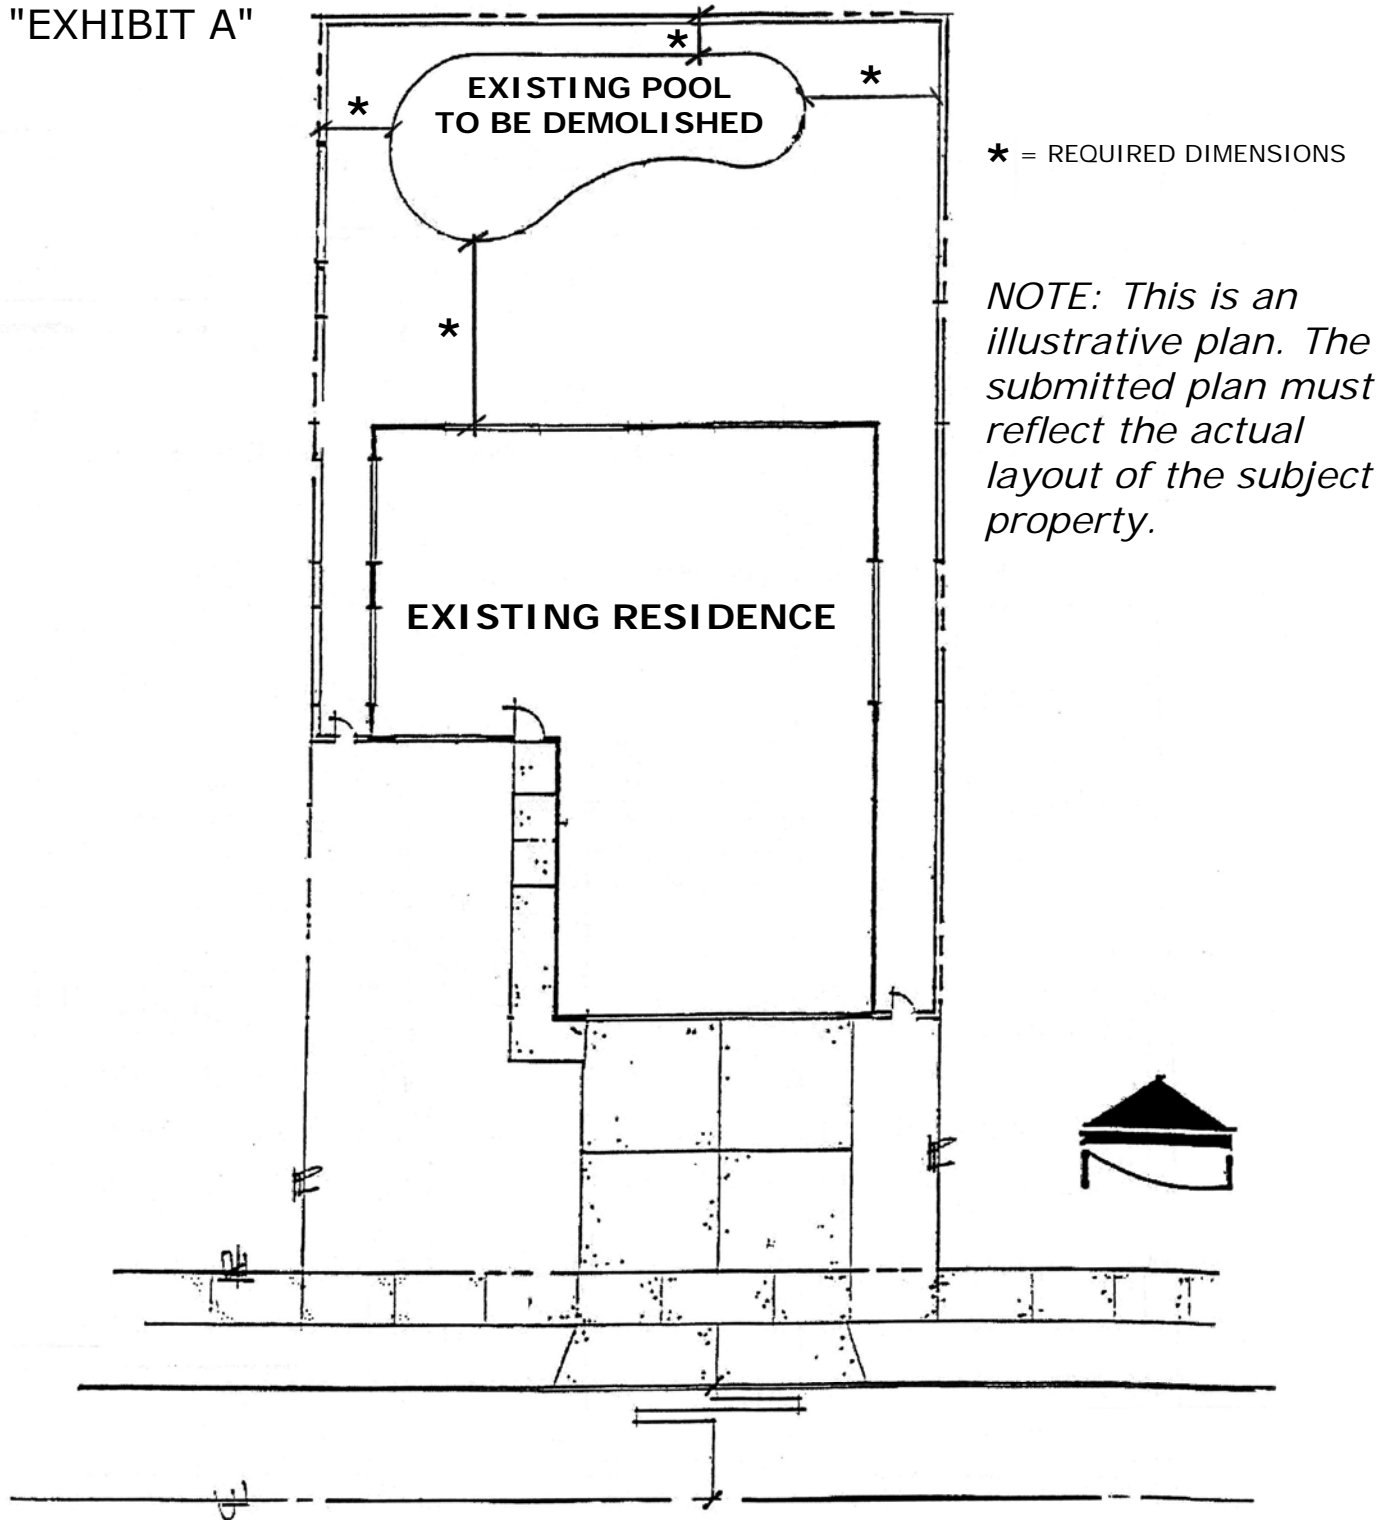 "EXHIBIT A"
*
*
EXISTING POOL
TO BE DEMOLISHED
*
* = REQUIRED DIMENSIONS
NOTE: This is an
illustrative plan. The
submitted plan must
reflect the actual
layout of the subject
property.
*
EXISTING RESIDENCE